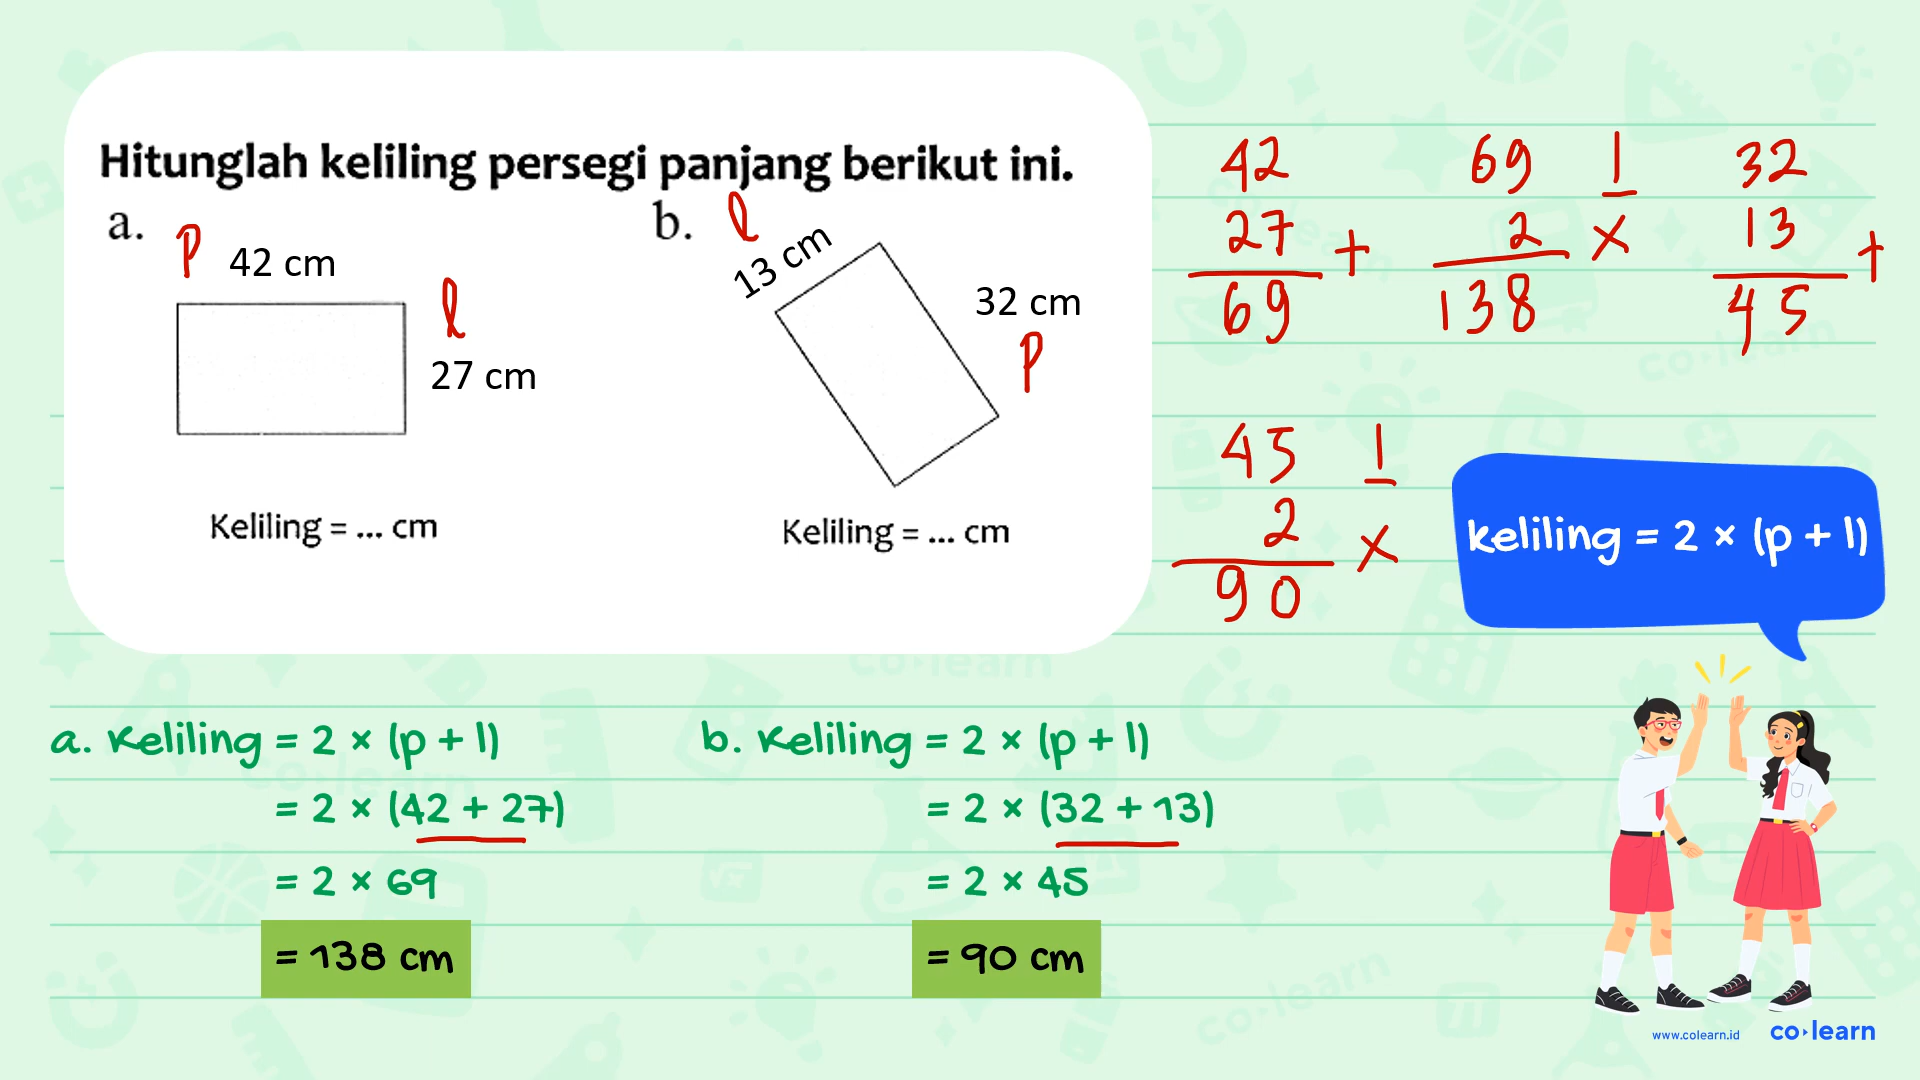 Hitunglah keliling persegi panjang berikut ini.
a.
p
42 cm
l
27 cm
Keliling = ... cm
b.
l
13 cm
32 cm
p
Keliling = ... cm
42
27 +
69
69 1
2 ×
138
32
13 +
45
45 1
2 ×
90
keliling = 2 × (p + l)
a. Keliling = 2 × (p + l)
= 2 × (42 + 27)
= 2 × 69
= 138 cm
b. Keliling = 2 × (p + l)
= 2 × (32 + 13)
= 2 × 45
= 90 cm
www.colearn.id
co·learn